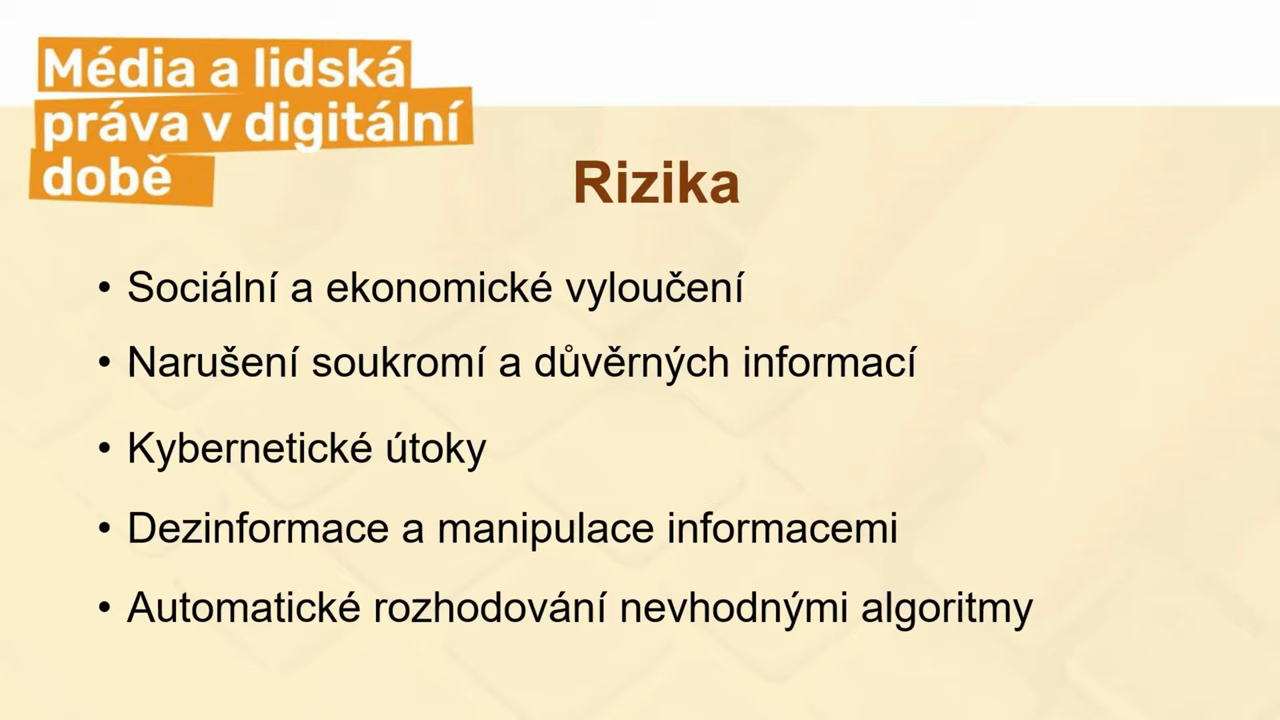 Média a lidská
práva v digitální
době
Rizika
• Sociální a ekonomické vyloučení
• Narušení soukromí a důvěrných informací
• Kybernetické útoky
• Dezinformace a manipulace informacemi
• Automatické rozhodování nevhodnými algoritmy